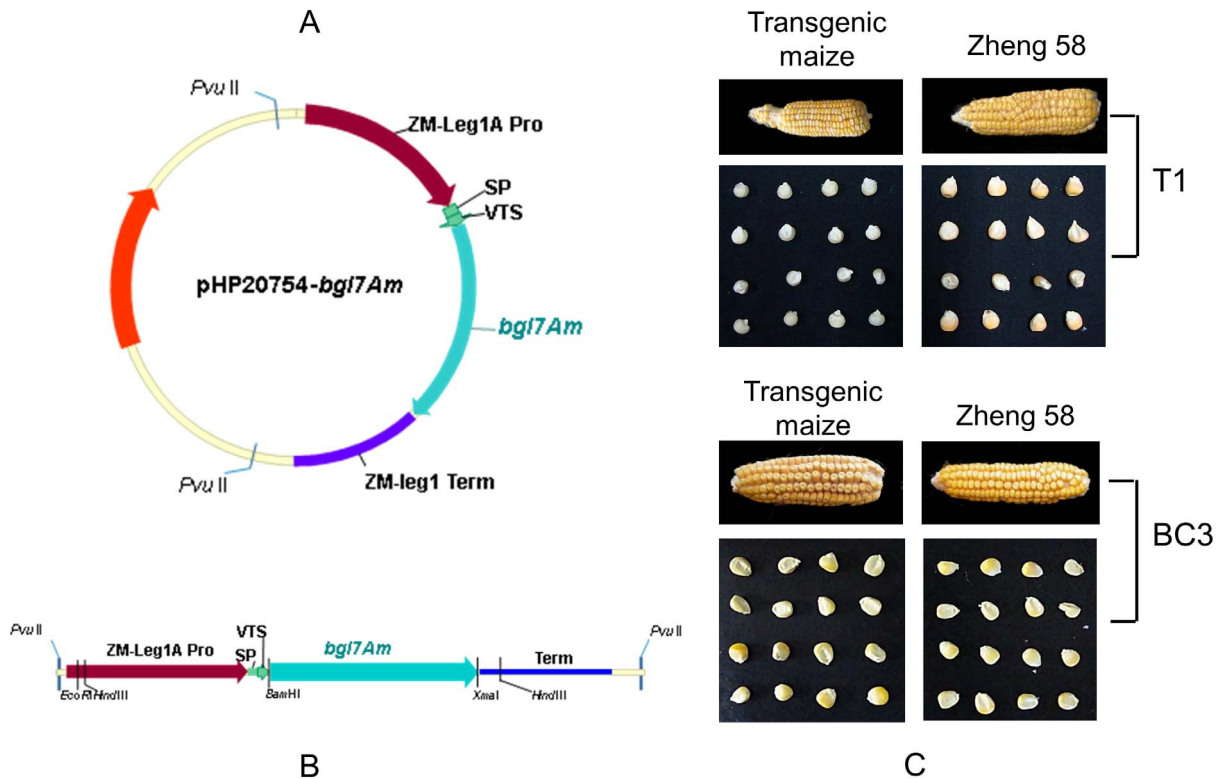 A
Pvu II
ZM-Leg1A Pro
SP
VTS
pHP20754-bgl7Am
bgl7Am
Pvu II
ZM-leg1 Term
Pvu II
ZM-Leg1A Pro
VTS
SP
bgl7Am
Term
Pvu II
EcoRI
HindIII
BamHI
XmaI
HindIII
B
Transgenic
maize
Zheng 58
T1
Transgenic
maize
Zheng 58
BC3
C